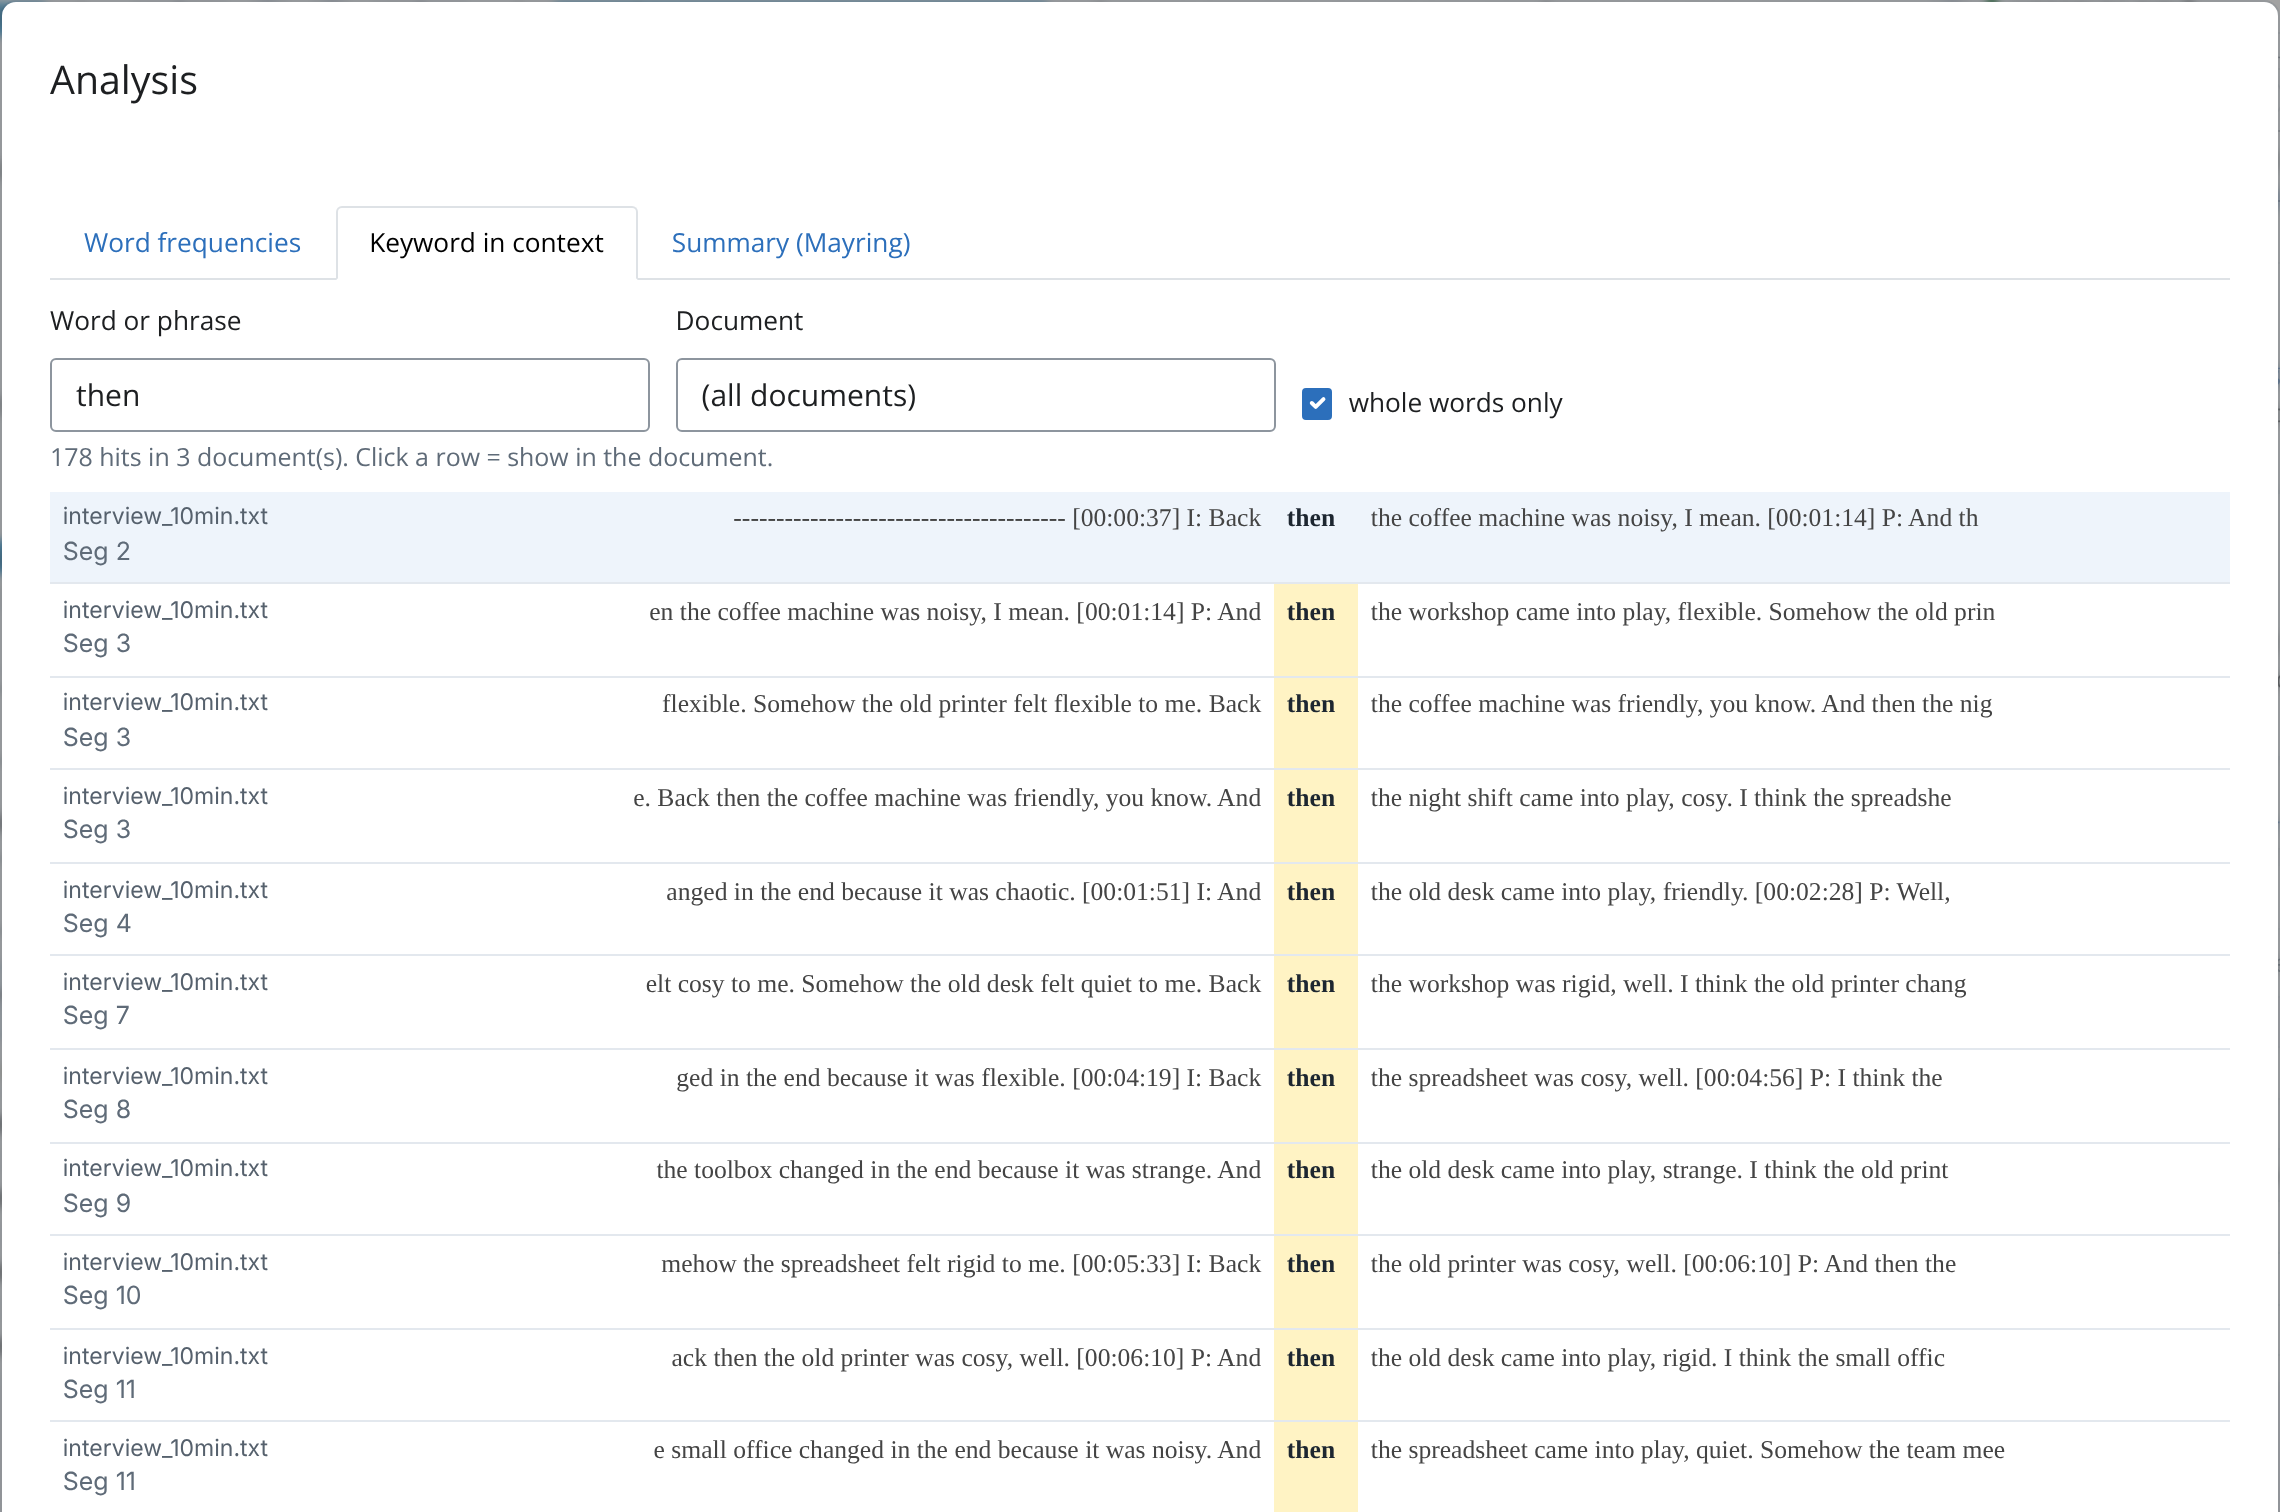 Analysis
Word frequencies Keyword in context Summary (Mayring)
Word or phrase Document
then (all documents) whole words only
178 hits in 3 document(s). Click a row = show in the document.
interview_10min.txt --------------------------------------- [00:00:37] I: Back then the coffee machine was noisy, I mean. [00:01:14] P: And th
Seg 2
interview_10min.txt en the coffee machine was noisy, I mean. [00:01:14] P: And then the workshop came into play, flexible. Somehow the old prin
Seg 3
interview_10min.txt flexible. Somehow the old printer felt flexible to me. Back then the coffee machine was friendly, you know. And then the nig
Seg 3
interview_10min.txt e. Back then the coffee machine was friendly, you know. And then the night shift came into play, cosy. I think the spreadshe
Seg 3
interview_10min.txt anged in the end because it was chaotic. [00:01:51] I: And then the old desk came into play, friendly. [00:02:28] P: Well,
Seg 4
interview_10min.txt elt cosy to me. Somehow the old desk felt quiet to me. Back then the workshop was rigid, well. I think the old printer chang
Seg 7
interview_10min.txt ged in the end because it was flexible. [00:04:19] I: Back then the spreadsheet was cosy, well. [00:04:56] P: I think the
Seg 8
interview_10min.txt the toolbox changed in the end because it was strange. And then the old desk came into play, strange. I think the old print
Seg 9
interview_10min.txt mehow the spreadsheet felt rigid to me. [00:05:33] I: Back then the old printer was cosy, well. [00:06:10] P: And then the
Seg 10
interview_10min.txt ack then the old printer was cosy, well. [00:06:10] P: And then the old desk came into play, rigid. I think the small offic
Seg 11
interview_10min.txt e small office changed in the end because it was noisy. And then the spreadsheet came into play, quiet. Somehow the team mee
Seg 11